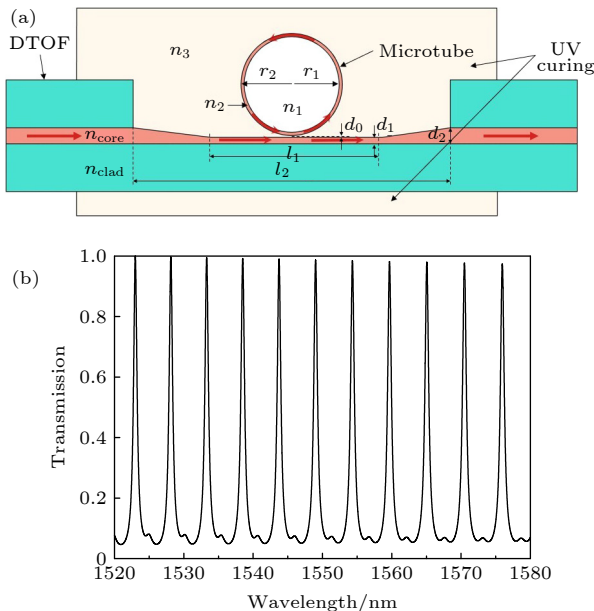 (a)
DTOF
n3
Microtube
UV
curing
r2
r1
n2
n1
d0
d1
d2
ncore
l1
nclad
l2
(b)
Transmission
1.0
0.8
0.6
0.4
0.2
0
1520
1530
1540
1550
1560
1570
1580
Wavelength/nm